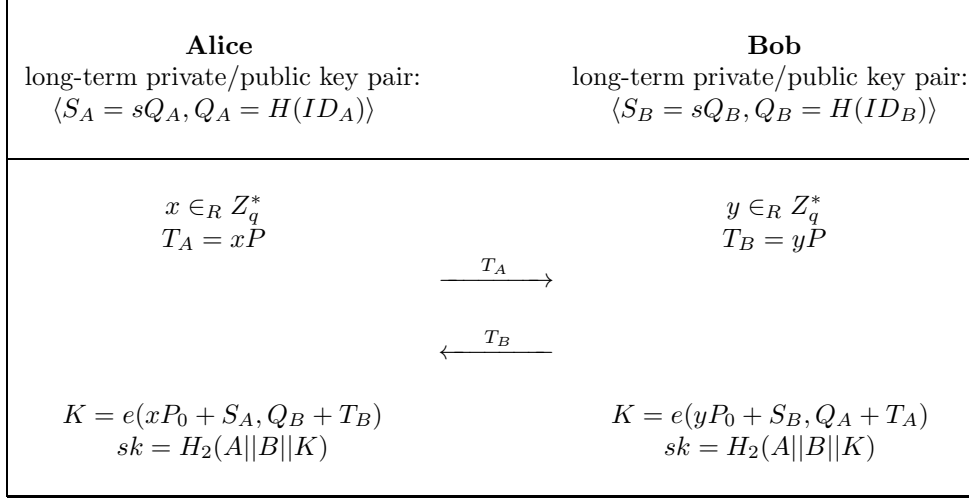 Alice
long-term private/public key pair:
⟨S_A = sQ_A, Q_A = H(ID_A)⟩
Bob
long-term private/public key pair:
⟨S_B = sQ_B, Q_B = H(ID_B)⟩
x ∈_R Z_q^*
T_A = xP
y ∈_R Z_q^*
T_B = yP
T_A
T_B
K = e(xP_0 + S_A, Q_B + T_B)
sk = H_2(A||B||K)
K = e(yP_0 + S_B, Q_A + T_A)
sk = H_2(A||B||K)